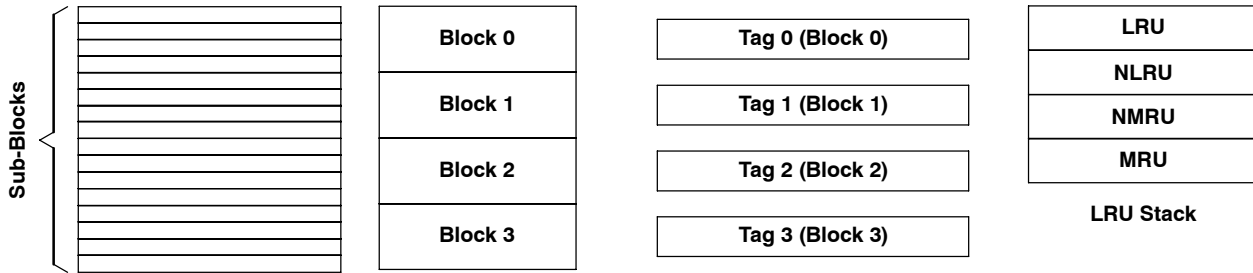 Sub-Blocks
Block 0
Block 1
Block 2
Block 3
Tag 0 (Block 0)
Tag 1 (Block 1)
Tag 2 (Block 2)
Tag 3 (Block 3)
LRU
NLRU
NMRU
MRU
LRU Stack